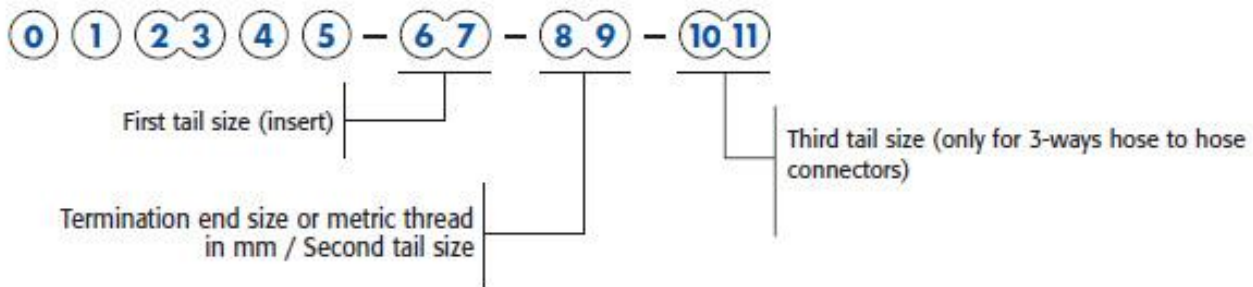 0 1 2 3 4 5 - 6 7 - 8 9 - 10 11
First tail size (insert)
Third tail size (only for 3-ways hose to hose
connectors)
Termination end size or metric thread
in mm / Second tail size